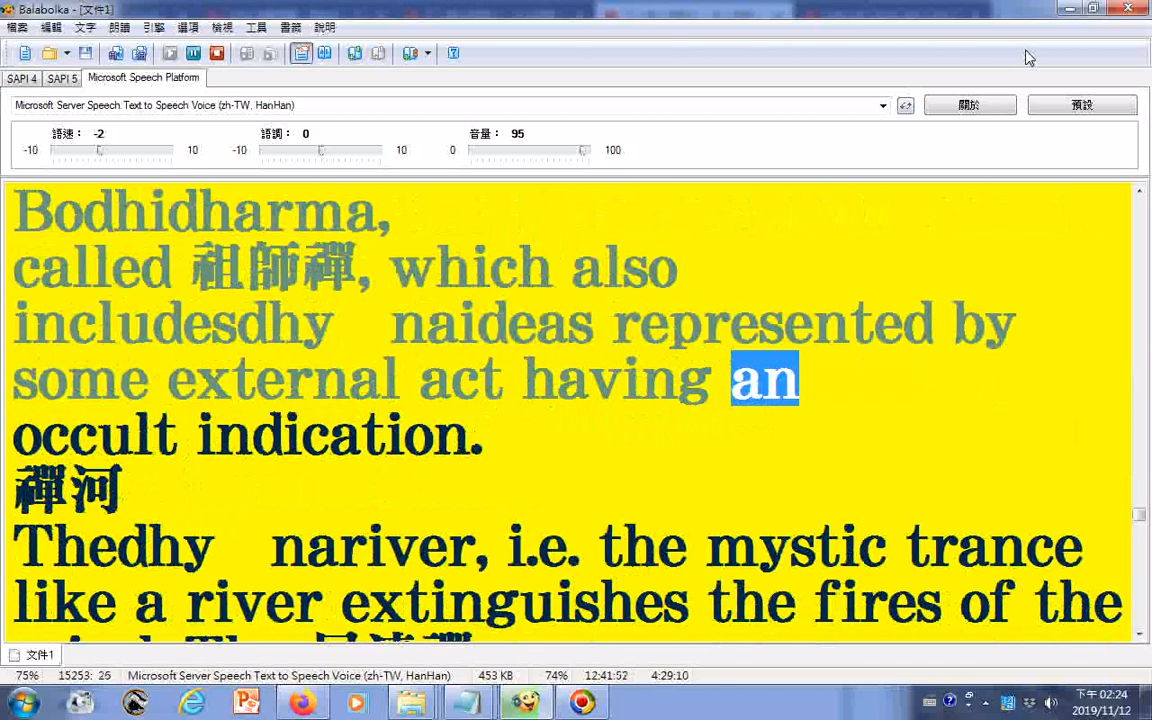 Balabolka - [文件1]
檔案 編輯 文字 朗讀 引擎 選項 檢視 工具 書籤 說明
SAPI 4 SAPI 5 Microsoft Speech Platform
Microsoft Server Speech Text to Speech Voice (zh-TW, HanHan) 關於 預設
語速： -2 語調： 0 音量： 95
-10 10 -10 10 0 100
Bodhidharma,
called 祖師禪, which also
includesdhy　naideas represented by
some external act having an
occult indication.
禪河
Thedhy　nariver, i.e. the mystic trance
like a river extinguishes the fires of the
文件1
75% 15253: 25 Microsoft Server Speech Text to Speech Voice (zh-TW, HanHan) 453 KB 74% 12:41:52 4:29:10
下午 02:24
2019/11/12